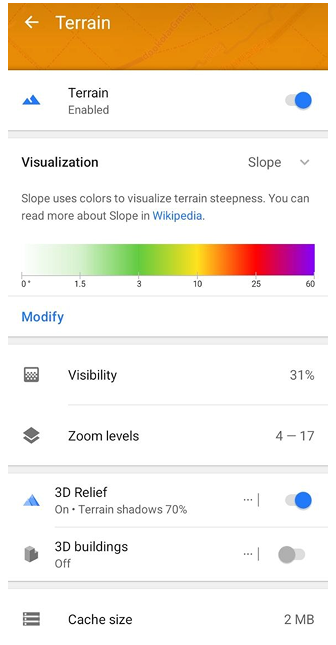 Terrain
Terrain
Enabled
Visualization
Slope
Slope uses colors to visualize terrain steepness. You can
read more about Slope in Wikipedia.
0° 1.5 3 10 25 60
Modify
Visibility 31%
Zoom levels 4 – 17
3D Relief
On • Terrain shadows 70%
3D buildings
Off
Cache size 2 MB